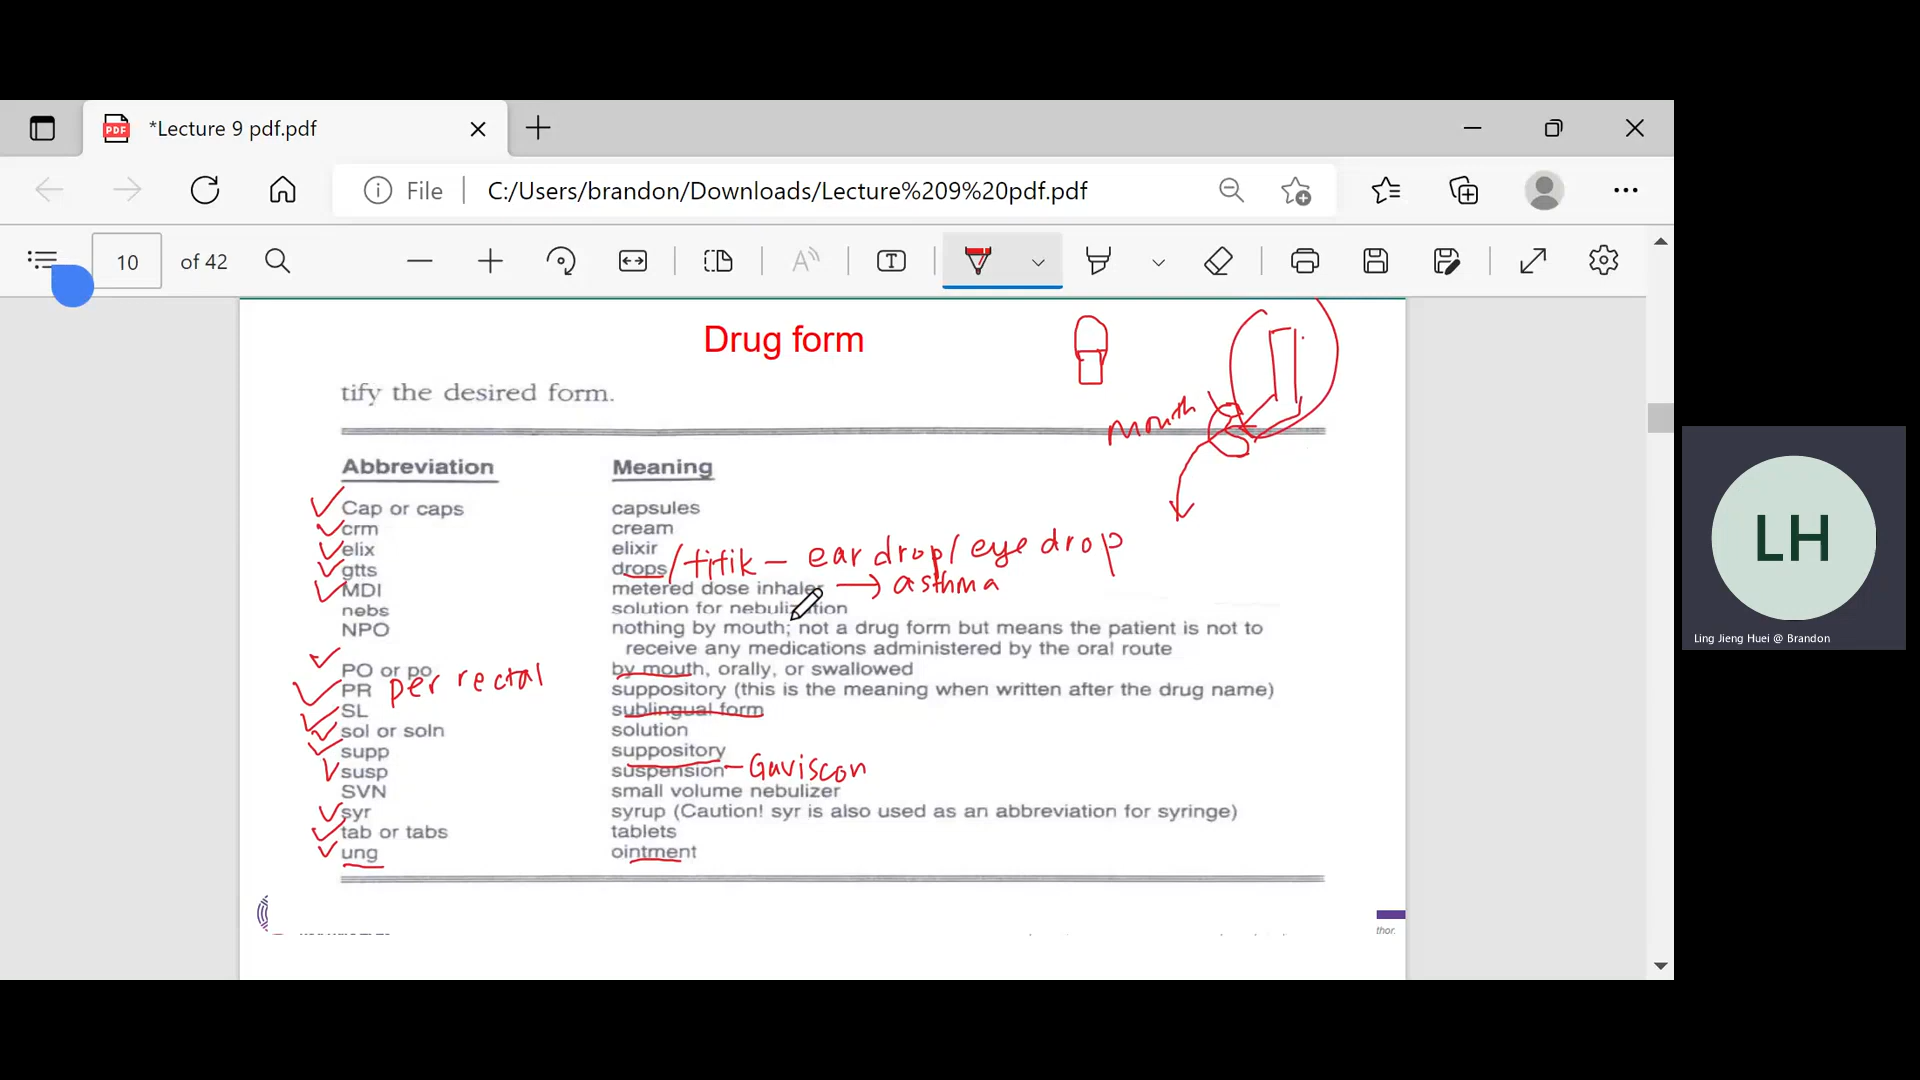 *Lecture 9 pdf.pdf
File
C:/Users/brandon/Downloads/Lecture%209%20pdf.pdf
10 of 42
Drug form
tify the desired form.
mouth
Abbreviation Meaning
Cap or caps capsules
crm cream
elix elixir
gtts drops /titik - ear drop/eye drop
MDI metered dose inhaler → asthma
nebs solution for nebulization
NPO nothing by mouth; not a drug form but means the patient is not to
receive any medications administered by the oral route
PO or po by mouth, orally, or swallowed
PR per rectal suppository (this is the meaning when written after the drug name)
SL sublingual form
sol or soln solution
supp suppository
susp suspension - Gaviscon
SVN small volume nebulizer
syr syrup (Caution! syr is also used as an abbreviation for syringe)
tab or tabs tablets
ung ointment
thor.
LH
Ling Jieng Huei @ Brandon